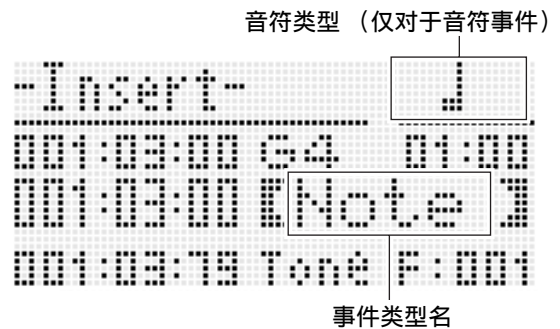 音符类型 （仅对于音符事件）
-Insert- ♩
001:03:00 G4 01:00
001:03:00 【Note】
001:03:79 Tone F:001
事件类型名